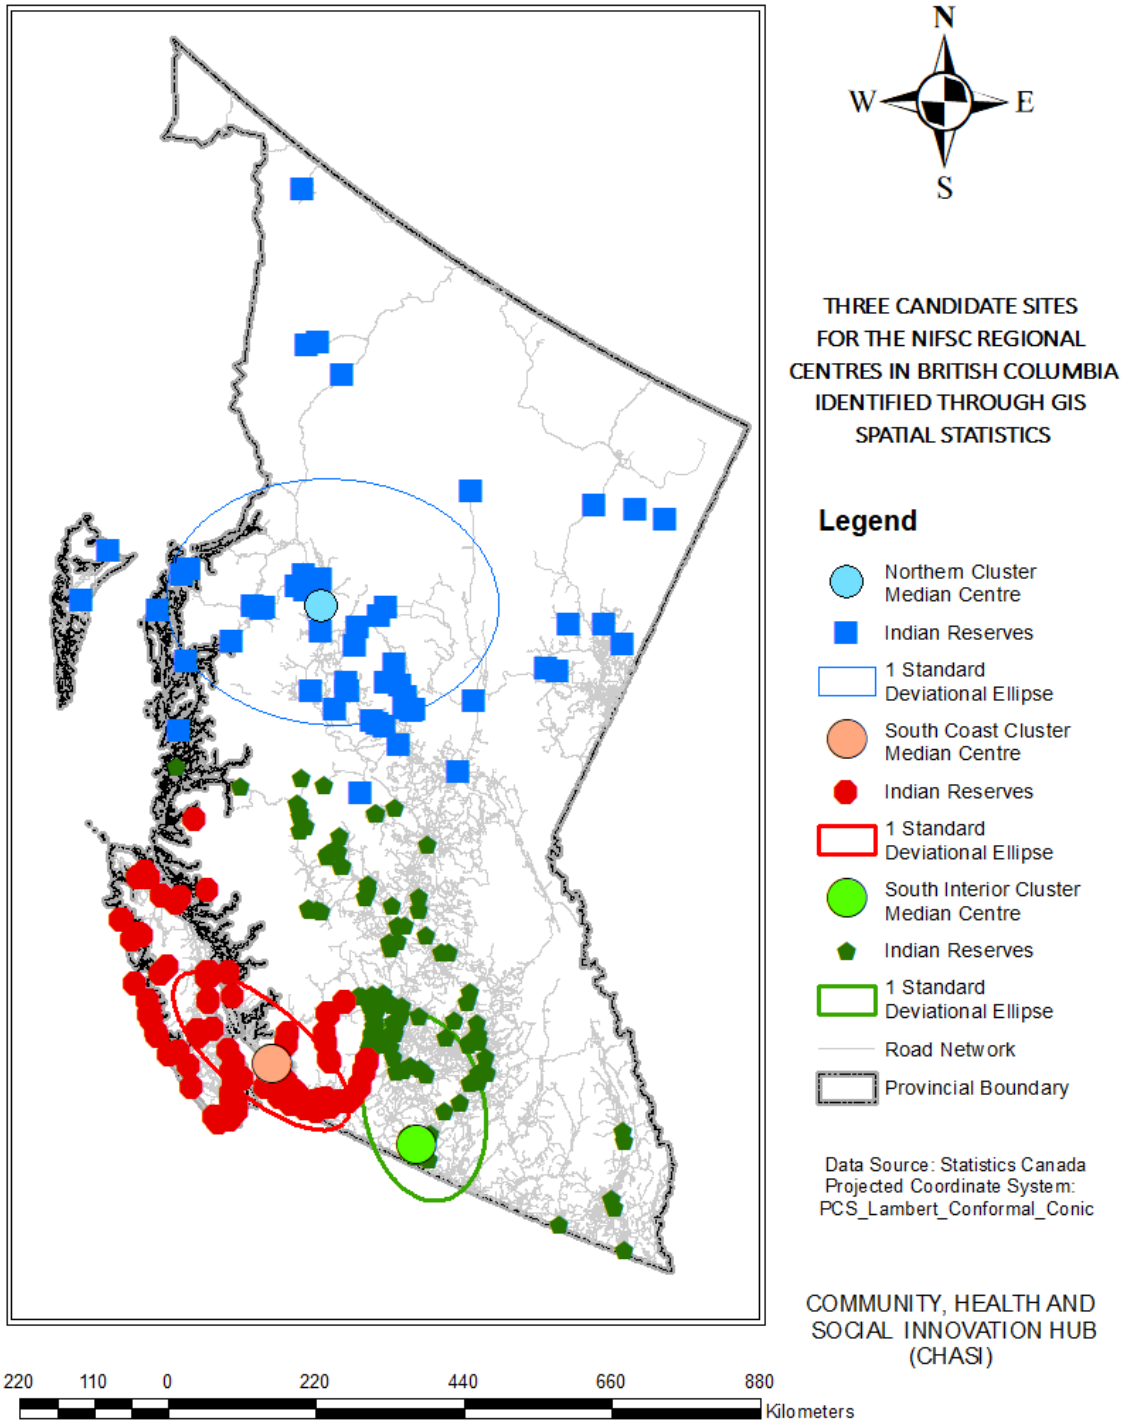 N
W
E
S
THREE CANDIDATE SITES
FOR THE NIFSC REGIONAL
CENTRES IN BRITISH COLUMBIA
IDENTIFIED THROUGH GIS
SPATIAL STATISTICS
Legend
Northern Cluster
Median Centre
Indian Reserves
1 Standard
Deviational Ellipse
South Coast Cluster
Median Centre
Indian Reserves
1 Standard
Deviational Ellipse
South Interior Cluster
Median Centre
Indian Reserves
1 Standard
Deviational Ellipse
Road Network
Provincial Boundary
Data Source: Statistics Canada
Projected Coordinate System:
PCS_Lambert_Conformal_Conic
COMMUNITY, HEALTH AND
SOCIAL INNOVATION HUB
(CHASI)
220 110 0 220 440 660 880
Kilometers